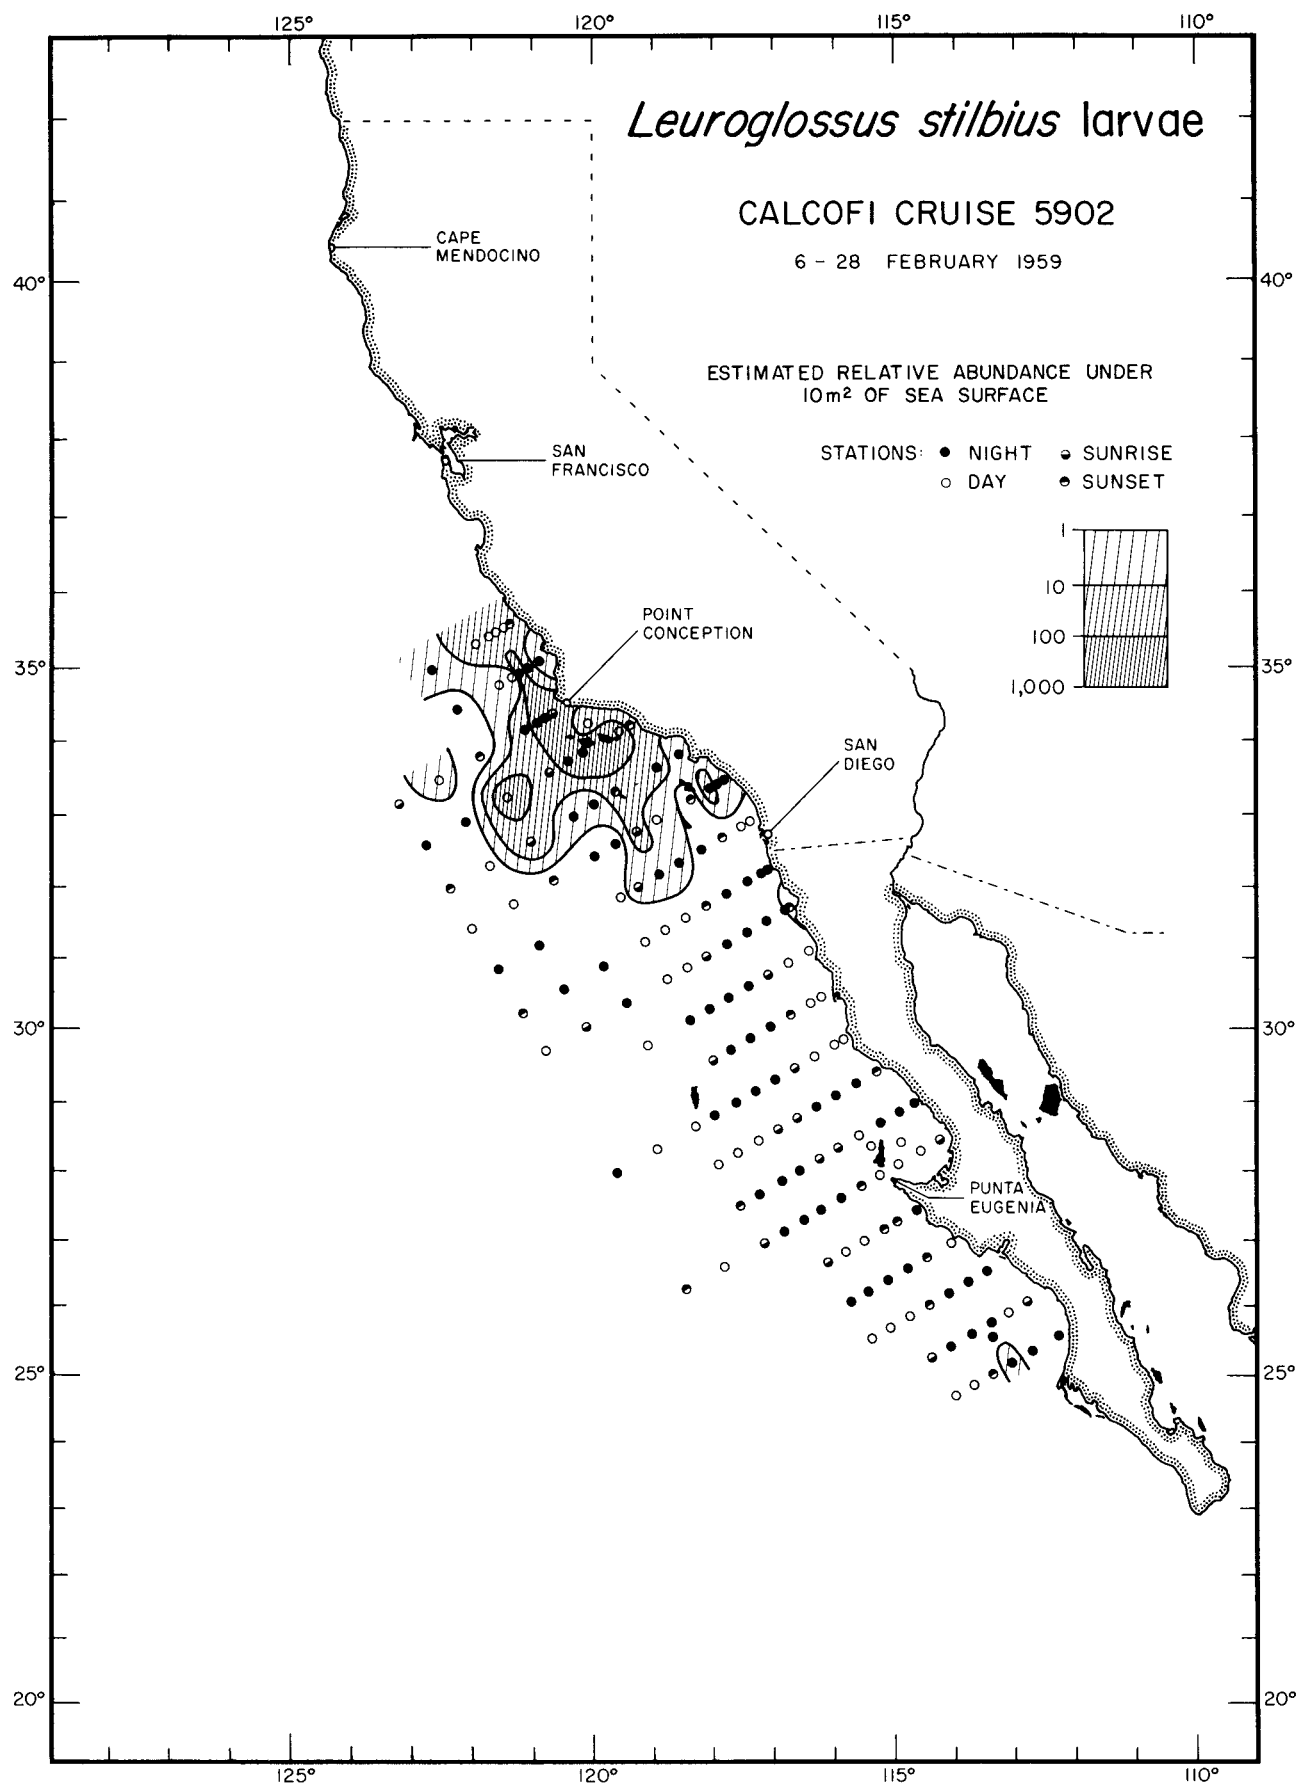 125° 120° 115° 110°
Leuroglossus stilbius larvae
CALCOFI CRUISE 5902
6 – 28 FEBRUARY 1959
CAPE
MENDOCINO
40° 40°
ESTIMATED RELATIVE ABUNDANCE UNDER
10m² OF SEA SURFACE
STATIONS: NIGHT SUNRISE
DAY SUNSET
SAN
FRANCISCO
1
10
100
1,000
POINT
CONCEPTION
35° 35°
SAN
DIEGO
30° 30°
PUNTA
EUGENIA
25° 25°
20° 20°
125° 120° 115° 110°